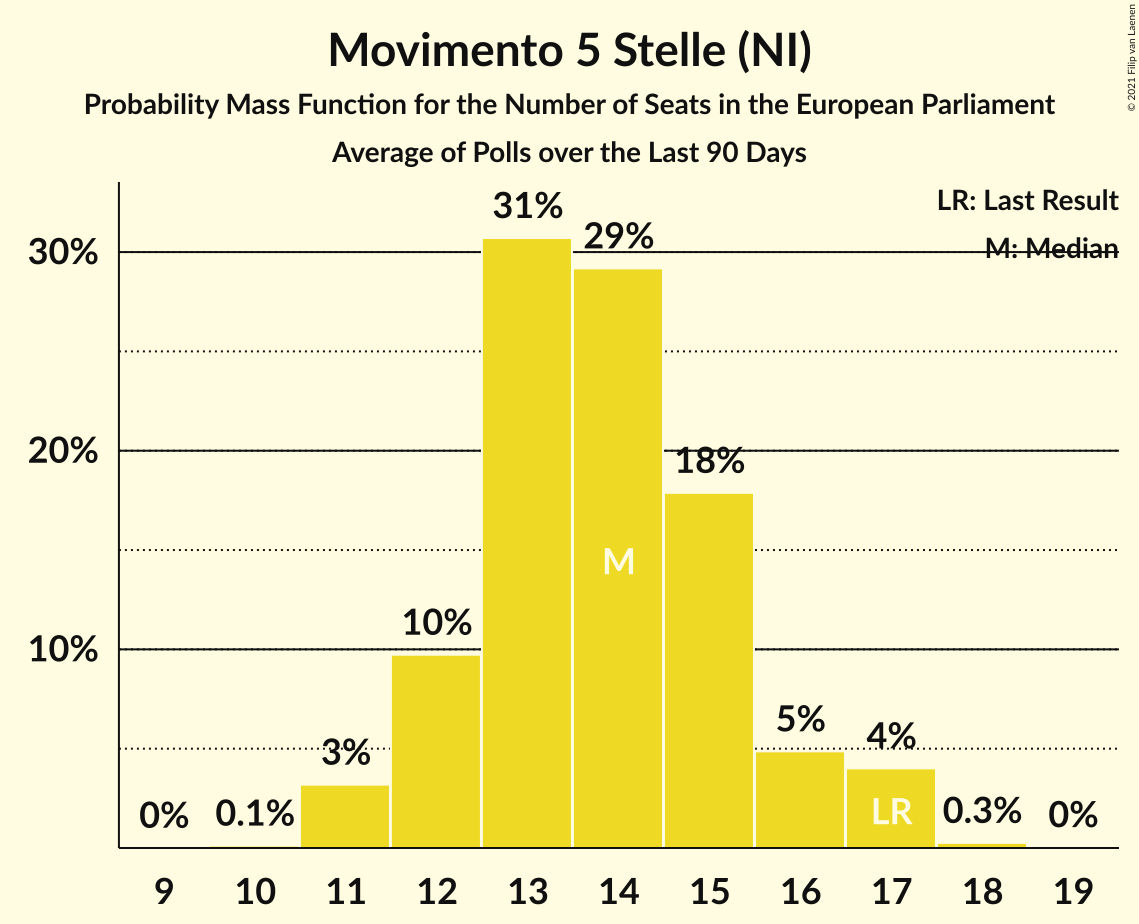 Movimento 5 Stelle (NI)
Probability Mass Function for the Number of Seats in the European Parliament
Average of Polls over the Last 90 Days
© 2021 Filip van Laenen
LR: Last Result
M: Median
30%
20%
10%
0%
0.1%
3%
10%
31%
29%
18%
5%
4%
0.3%
0%
M
LR
9 10 11 12 13 14 15 16 17 18 19